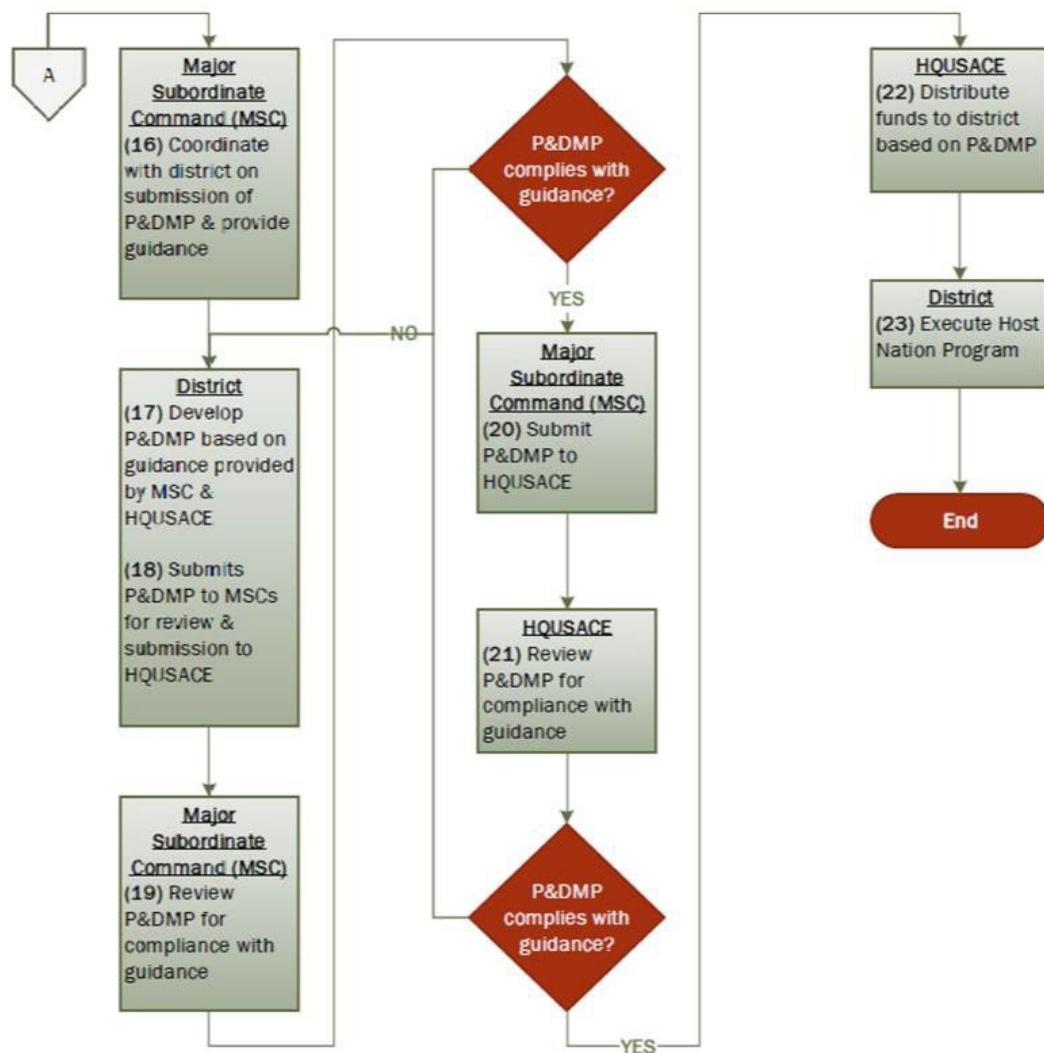 A
Major
Subordinate
Command (MSC)
(16) Coordinate
with district on
submission of
P&DMP & provide
guidance
District
(17) Develop
P&DMP based on
guidance provided
by MSC &
HQUSACE
(18) Submits
P&DMP to MSCs
for review &
submission to
HQUSACE
Major
Subordinate
Command (MSC)
(19) Review
P&DMP for
compliance with
guidance
P&DMP
complies with
guidance?
YES
NO
Major
Subordinate
Command (MSC)
(20) Submit
P&DMP to
HQUSACE
HQUSACE
(21) Review
P&DMP for
compliance with
guidance
P&DMP
complies with
guidance?
YES
HQUSACE
(22) Distribute
funds to district
based on P&DMP
District
(23) Execute Host
Nation Program
End